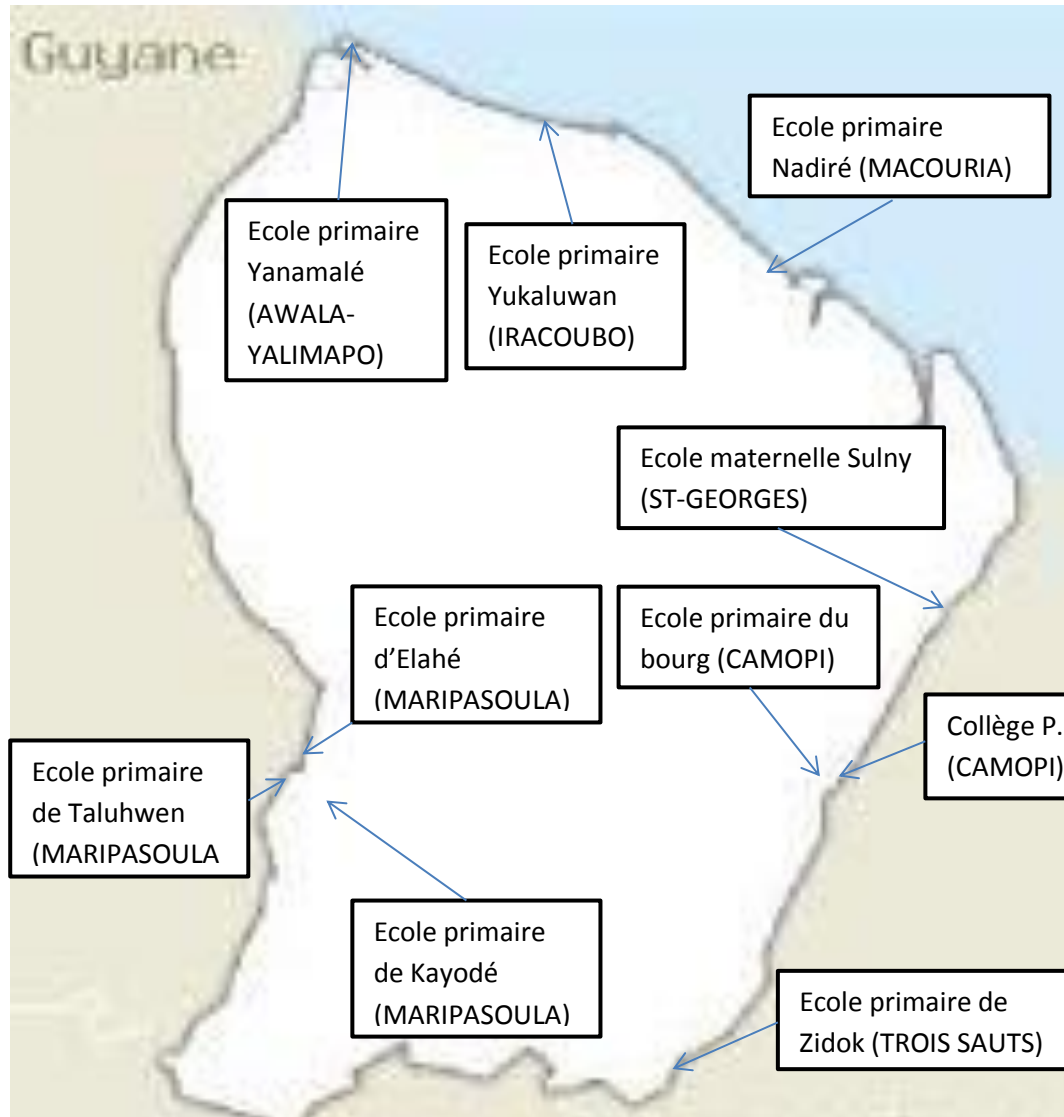 Guyane
Ecole primaire
Nadiré (MACOURIA)
Ecole primaire
Yanamalé
(AWALA-
YALIMAPO)
Ecole primaire
Yukaluwan
(IRACOUBO)
Ecole maternelle Sulny
(ST-GEORGES)
Ecole primaire
d’Elahé
(MARIPASOULA)
Ecole primaire du
bourg (CAMOPI)
Collège P.
(CAMOPI)
Ecole primaire
de Taluhwen
(MARIPASOULA
Ecole primaire
de Kayodé
(MARIPASOULA)
Ecole primaire de
Zidok (TROIS SAUTS)